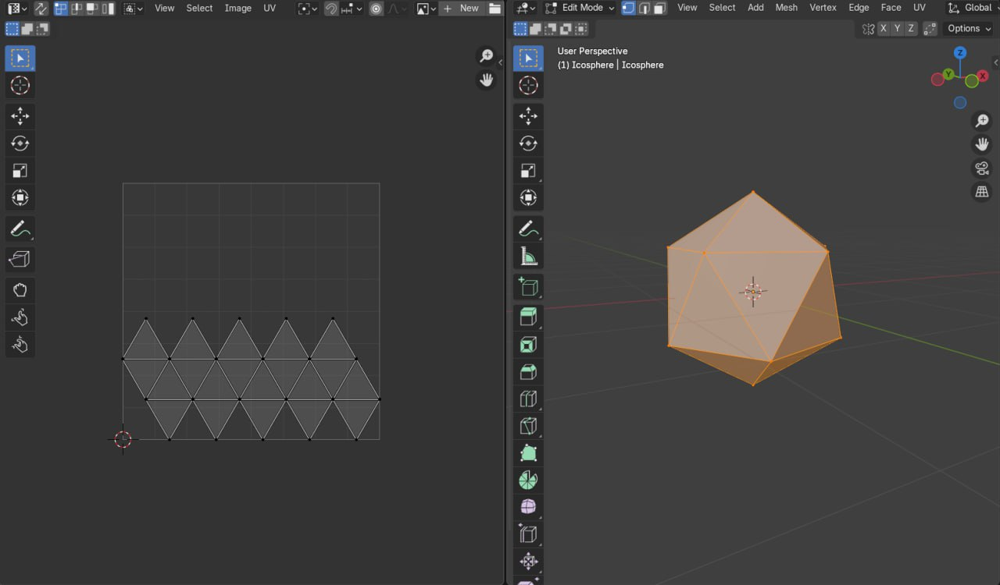 View Select Image UV New
Edit Mode View Select Add Mesh Vertex Edge Face UV Global
X Y Z Options
User Perspective
(1) Icosphere | Icosphere
Z
Y X